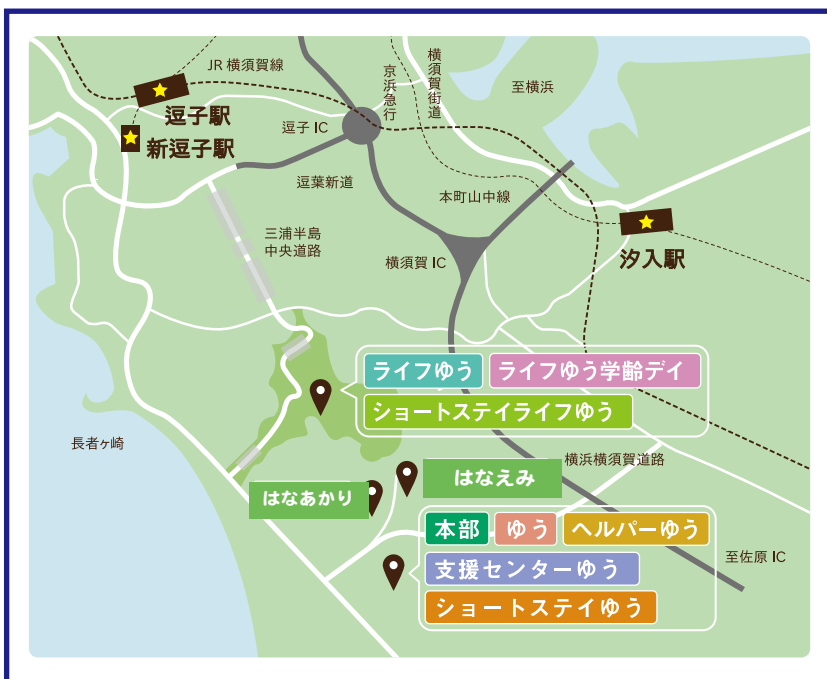 JR 横須賀線
京浜急行
横須賀街道
至横浜
逗子駅
新逗子駅
逗子 IC
逗葉新道
本町山中線
三浦半島
中央道路
横須賀 IC
汐入駅
ライフゆう
ライフゆう学齢デイ
ショートステイライフゆう
長者ヶ崎
横浜横須賀道路
はなえみ
はなあかり
本部
ゆう
ヘルパーゆう
支援センターゆう
ショートステイゆう
至佐原 IC